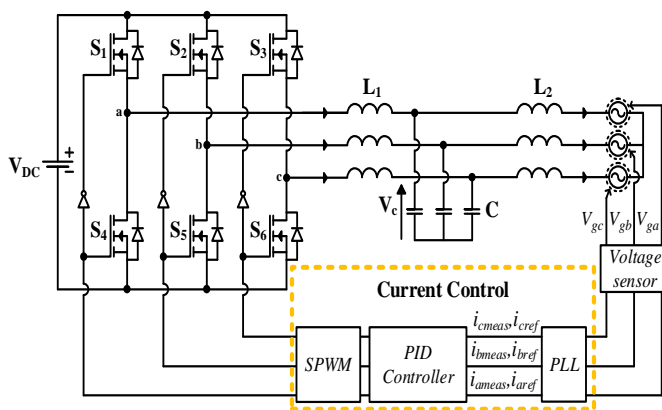 S1 S2 S3
L1 L2
a
b
c
VDC
+
−
Vc
C
S4 S5 S6
Vgc Vgb Vga
Voltage
sensor
Current Control
SPWM
PID
Controller
icmeas,icref
ibmeas,ibref
iameas,iaref
PLL